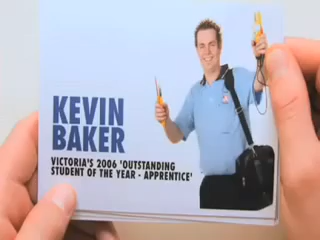 KEVIN
BAKER
VICTORIA'S 2006 'OUTSTANDING
STUDENT OF THE YEAR - APPRENTICE'